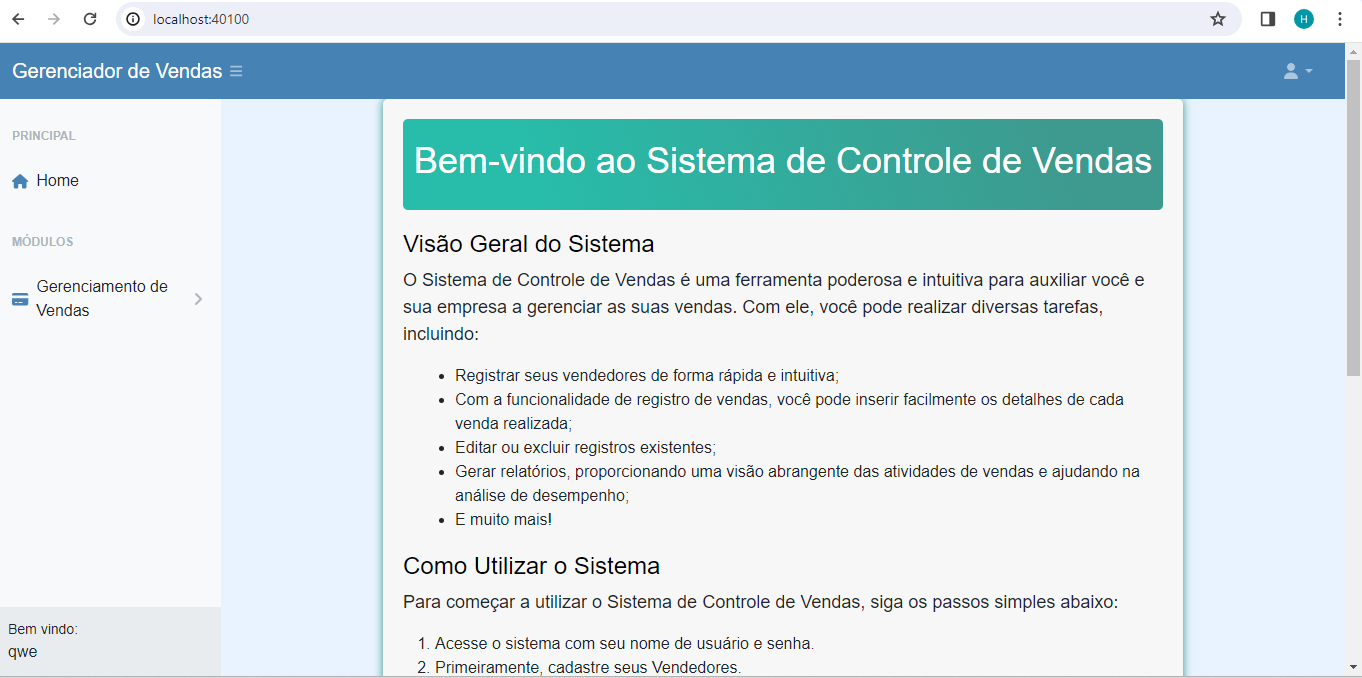 localhost:40100
H
Gerenciador de Vendas
PRINCIPAL
Home
MÓDULOS
Gerenciamento de
Vendas
Bem vindo:
qwe
Bem-vindo ao Sistema de Controle de Vendas
Visão Geral do Sistema
O Sistema de Controle de Vendas é uma ferramenta poderosa e intuitiva para auxiliar você e
sua empresa a gerenciar as suas vendas. Com ele, você pode realizar diversas tarefas,
incluindo:
• Registrar seus vendedores de forma rápida e intuitiva;
• Com a funcionalidade de registro de vendas, você pode inserir facilmente os detalhes de cada
venda realizada;
• Editar ou excluir registros existentes;
• Gerar relatórios, proporcionando uma visão abrangente das atividades de vendas e ajudando na
análise de desempenho;
• E muito mais!
Como Utilizar o Sistema
Para começar a utilizar o Sistema de Controle de Vendas, siga os passos simples abaixo:
1. Acesse o sistema com seu nome de usuário e senha.
2. Primeiramente, cadastre seus Vendedores.